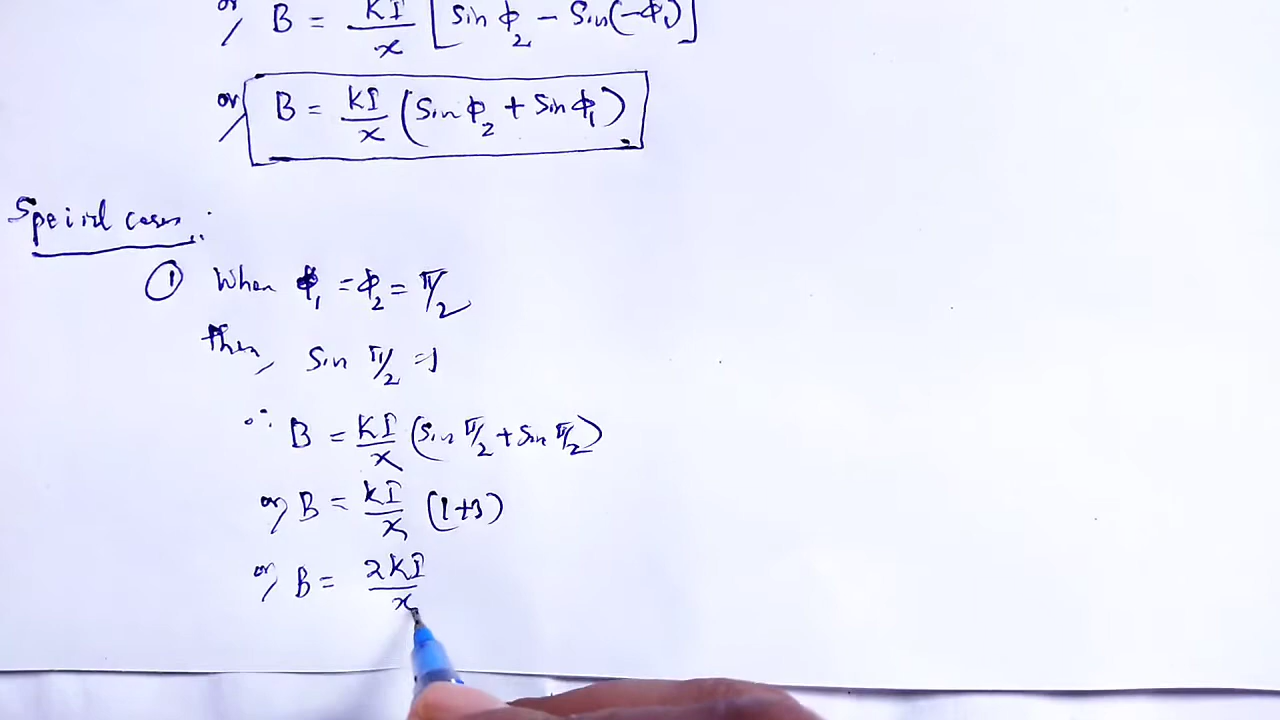 or, B = KI/x [Sin ϕ₂ - Sin(-ϕ₁)]
or, B = KI/x (Sin ϕ₂ + Sin ϕ₁)
Speical cases:
① When ϕ₁ = ϕ₂ = π/2
then, Sin π/2 = 1
∴ B = KI/x (Sin π/2 + Sin π/2)
or, B = KI/x (1+1)
or, B = 2KI/x